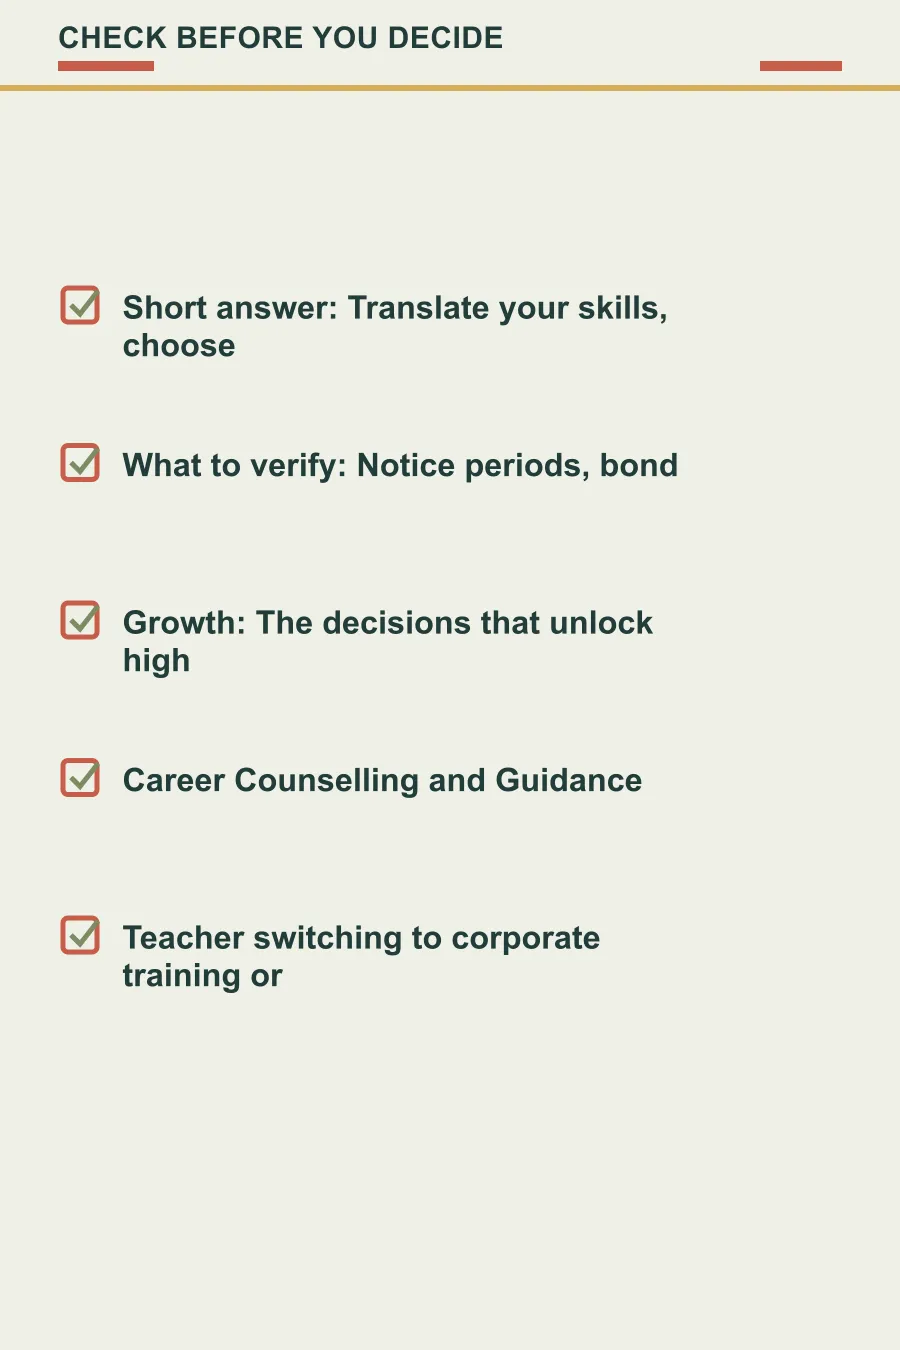 CHECK BEFORE YOU DECIDE
Short answer: Translate your skills,
choose
What to verify: Notice periods, bond
Growth: The decisions that unlock
high
Career Counselling and Guidance
Teacher switching to corporate
training or